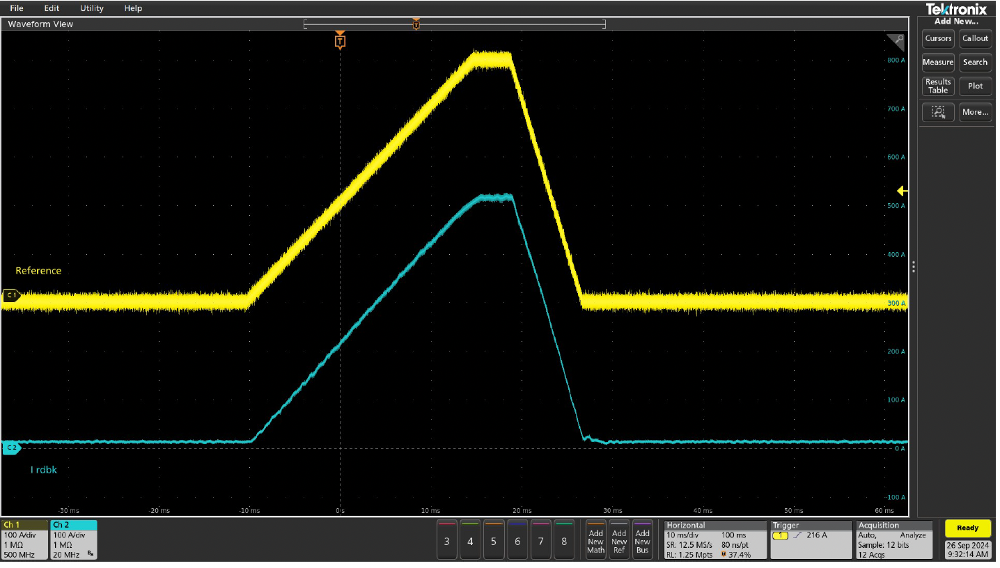 File Edit Utility Help
Tektronix
Waveform View
Add New...
T
T
Cursors Callout
Measure Search
Results Table Plot
More...
800 A
700 A
600 A
500 A
400 A
300 A
200 A
100 A
0 A
-100 A
Reference
C 1
C 2
I rdbk
-30 ms -20 ms -10 ms 0 s 10 ms 20 ms 30 ms 40 ms 50 ms 60 ms
Ch 1
100 A/div
1 MΩ
500 MHz
Ch 2
100 A/div
1 MΩ
20 MHz Bw
3 4 5 6 7 8
Add New Math
Add New Ref
Add New Bus
Horizontal
10 ms/div 100 ms
SR: 12.5 MS/s 80 ns/pt
RL: 1.25 Mpts 37.4%
Trigger
1 216 A
Acquisition
Auto, Analyze
Sample: 12 bits
12 Acqs
Ready
26 Sep 2024
9:32:14 AM